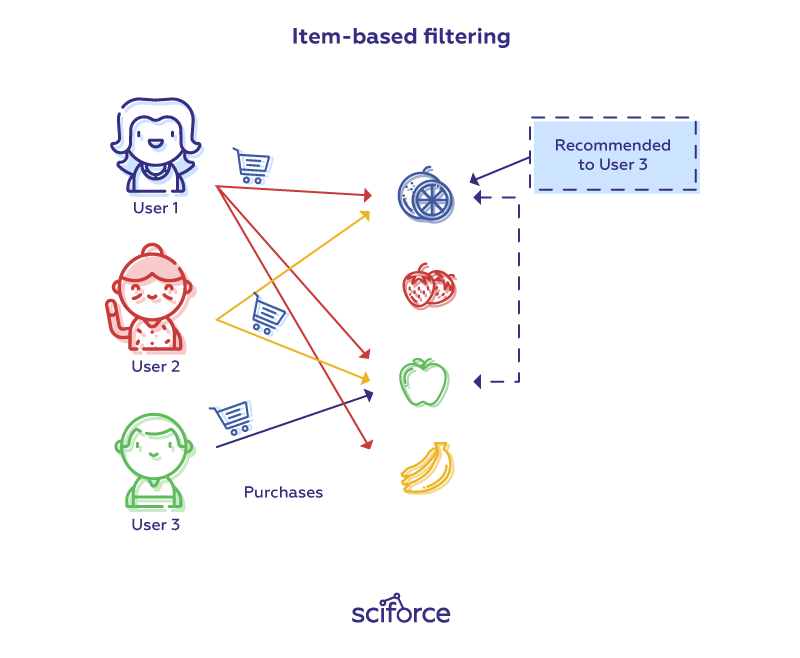 Item-based filtering
User 1
Recommended
to User 3
User 2
User 3
Purchases
sciforce